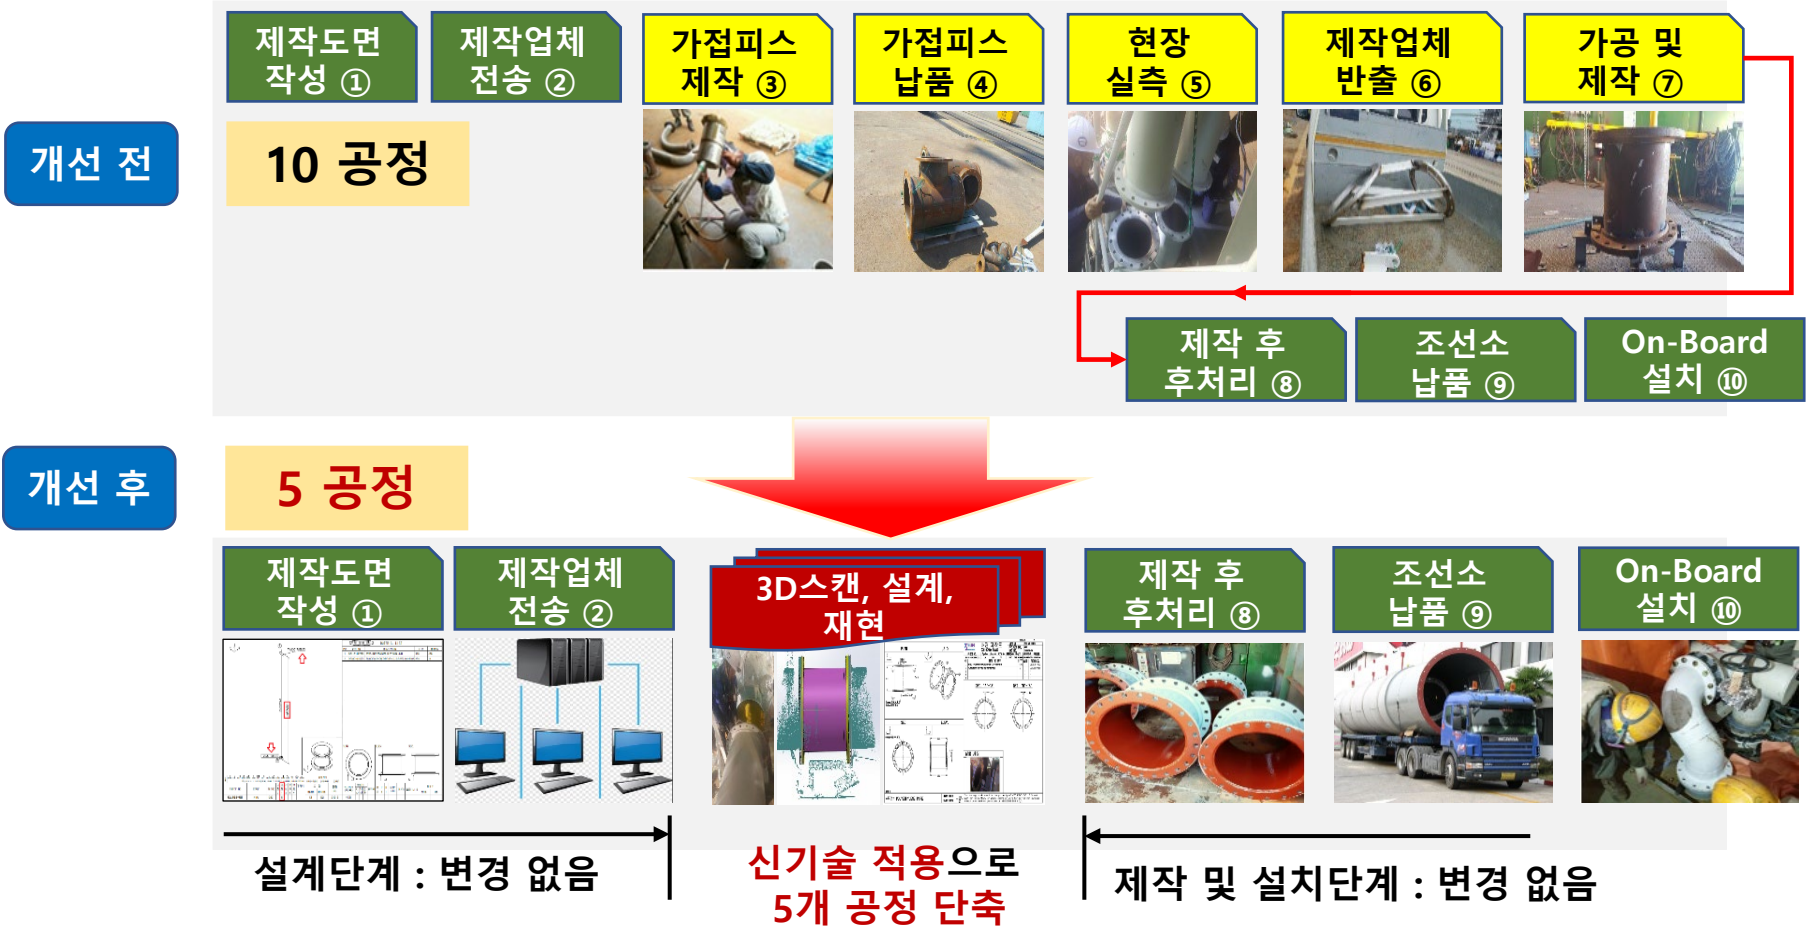 제작도면
작성 ①
제작업체
전송 ②
가접피스
제작 ③
가접피스
납품 ④
현장
실측 ⑤
제작업체
반출 ⑥
가공 및
제작 ⑦
개선 전
10 공정
제작 후
후처리 ⑧
조선소
납품 ⑨
On-Board
설치 ⑩
개선 후
5 공정
제작도면
작성 ①
제작업체
전송 ②
3D스캔, 설계,
재현
제작 후
후처리 ⑧
조선소
납품 ⑨
On-Board
설치 ⑩
설계단계 : 변경 없음
신기술 적용으로
5개 공정 단축
제작 및 설치단계 : 변경 없음